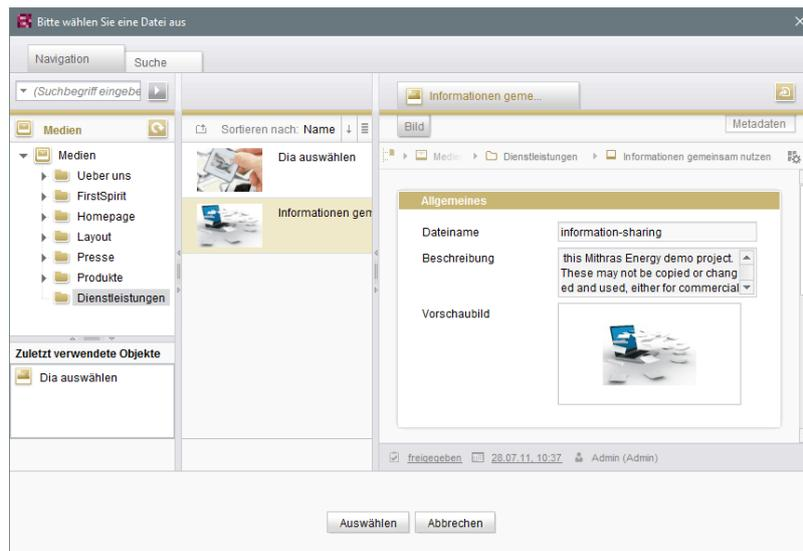 Bitte wählen Sie eine Datei aus
Navigation
Suche
(Suchbegriff eingebe
Medien
Medien
Ueber uns
FirstSpirit
Homepage
Layout
Presse
Produkte
Dienstleistungen
Zuletzt verwendete Objekte
Dia auswählen
Sortieren nach: Name
Dia auswählen
Informationen gem
Informationen geme...
Bild
Metadaten
Medie
Dienstleistungen
Informationen gemeinsam nutzen
Allgemeines
Dateiname
information-sharing
Beschreibung
this Mithras Energy demo project.
These may not be copied or chang
ed and used, either for commercial
Vorschaubild
freigegeben
28.07.11, 10:37
Admin (Admin)
Auswählen
Abbrechen